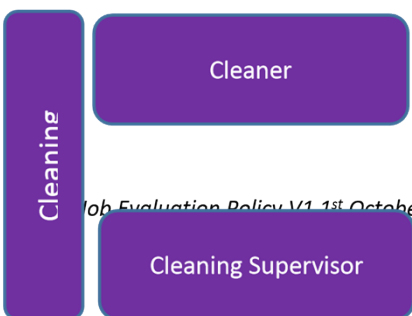 Cleaning
Cleaner
Job Evaluation Policy V1 1st Octobe
Cleaning Supervisor